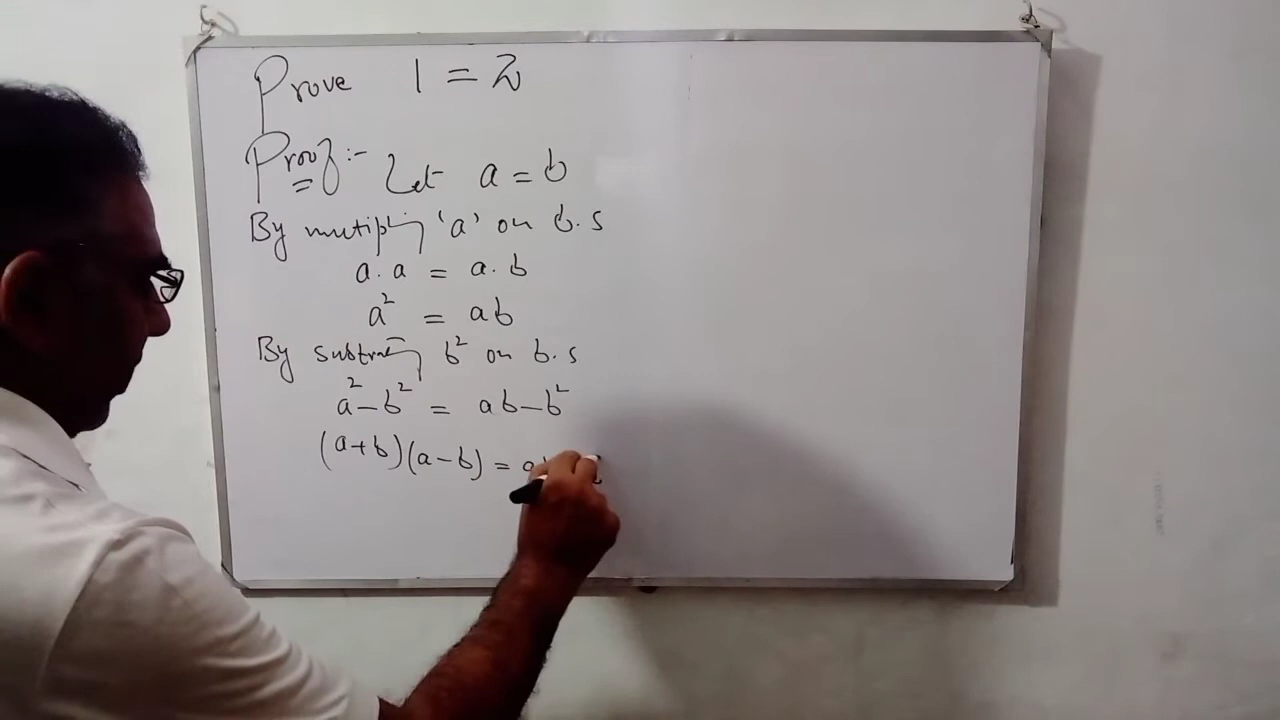 Prove 1 = 2
Proof :- Let a = b
By multiplying 'a' on b.s
a . a = a . b
a² = ab
By subtracting b² on b.s
a² - b² = ab - b²
(a+b)(a-b) =